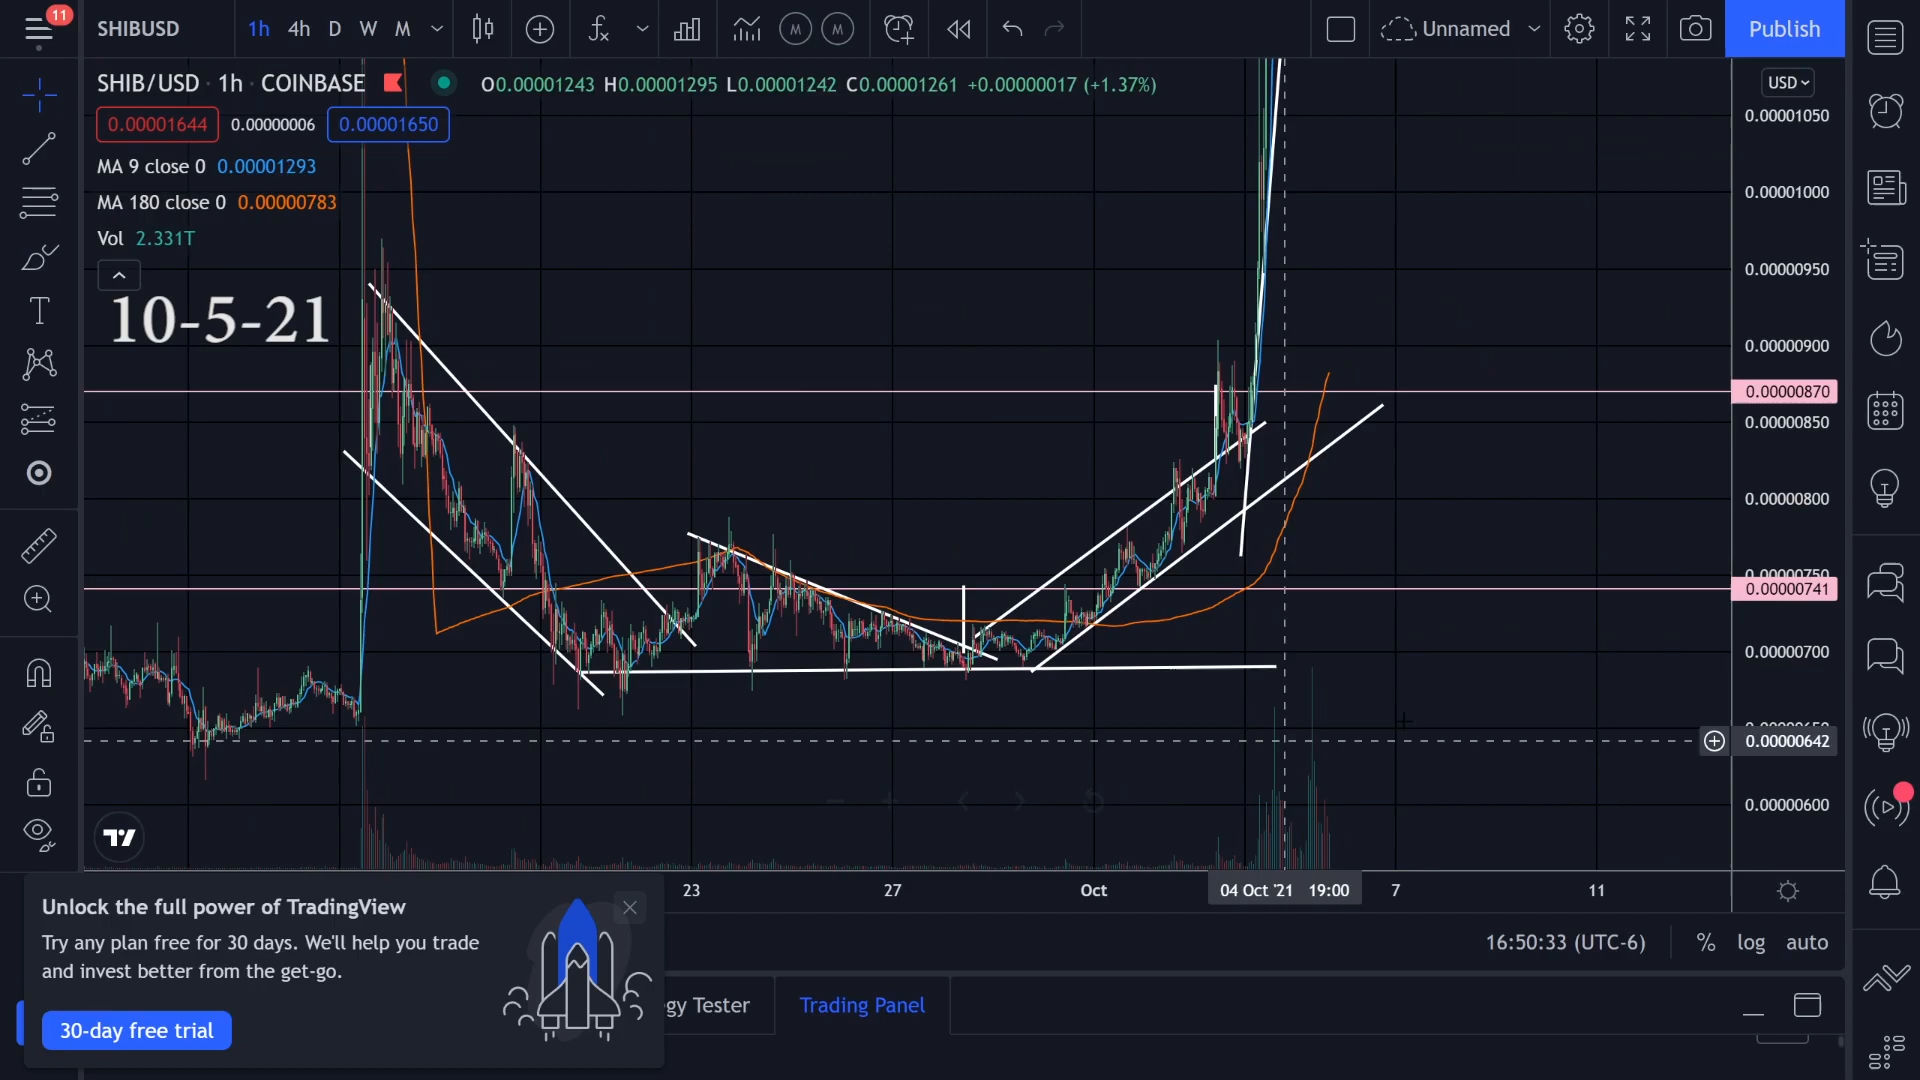 11
SHIBUSD 1h 4h D W M M M Unnamed Publish
SHIB/USD · 1h · COINBASE O0.00001243 H0.00001295 L0.00001242 C0.00001261 +0.00000017 (+1.37%)
USD
0.00001644 0.00000006 0.00001650
MA 9 close 0 0.00001293
MA 180 close 0 0.00000783
Vol 2.331T
10-5-21
0.00001050
0.00001000
0.00000950
0.00000900
0.00000870
0.00000850
0.00000800
0.00000750
0.00000741
0.00000700
0.00000642
0.00000600
23 27 Oct 04 Oct '21 19:00 7 11
Unlock the full power of TradingView
Try any plan free for 30 days. We'll help you trade
and invest better from the get-go.
30-day free trial
16:50:33 (UTC-6) % log auto
gy Tester Trading Panel